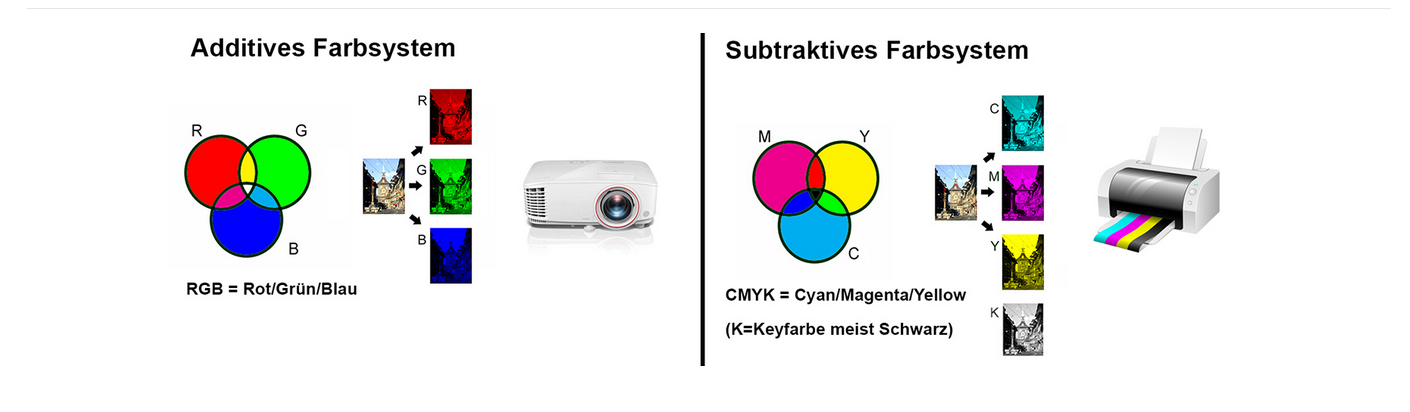 Additives Farbsystem
R
G
B
R
G
B
RGB = Rot/Grün/Blau
Subtraktives Farbsystem
M
Y
C
C
M
Y
K
CMYK = Cyan/Magenta/Yellow
(K=Keyfarbe meist Schwarz)